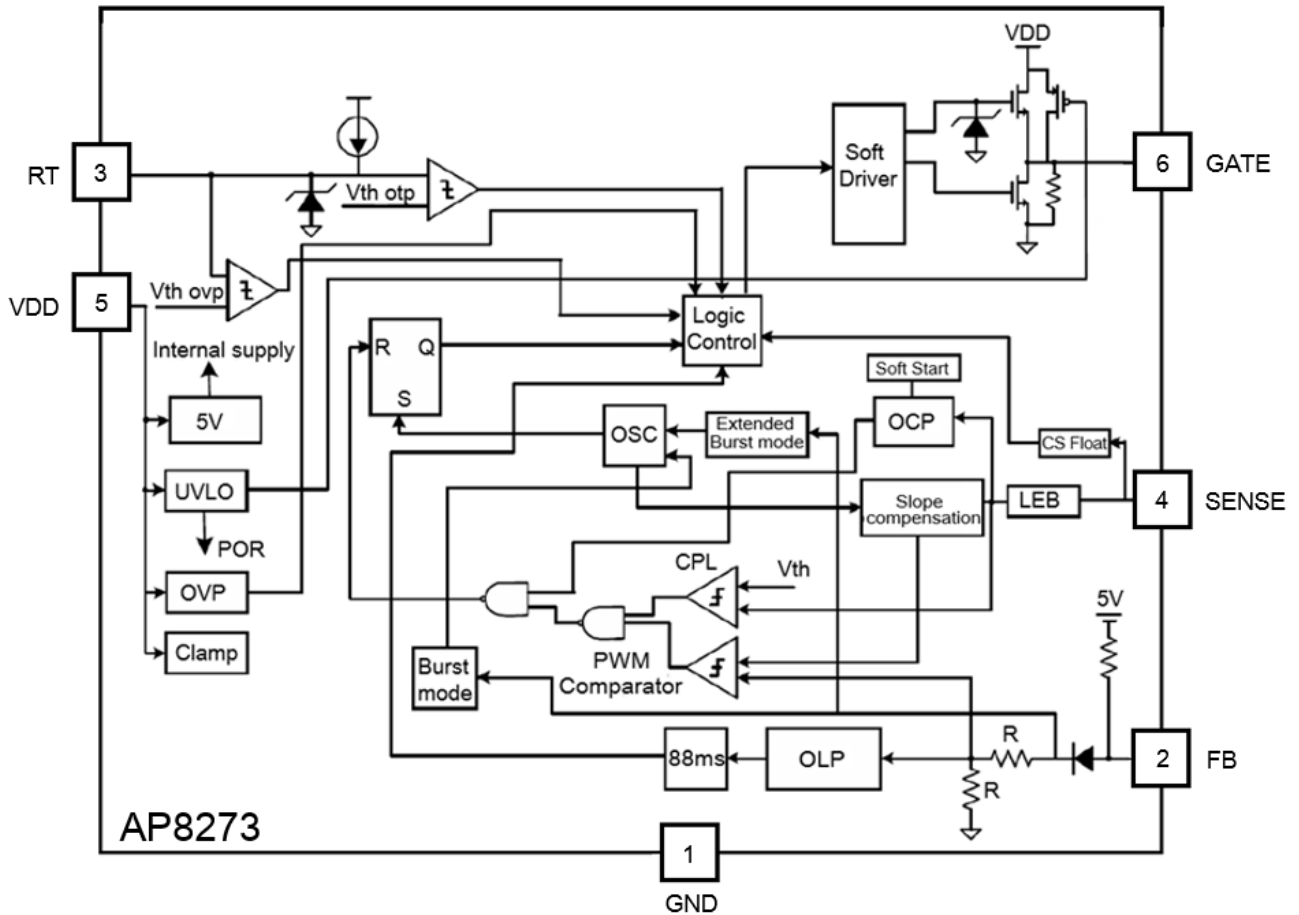 VDD
3
RT
Vth otp
Soft
Driver
6
GATE
5
VDD
Vth ovp
Logic
Control
Internal supply
5V
R
Q
S
Soft Start
OCP
OSC
Extended
Burst mode
CS Float
UVLO
POR
Slope
compensation
LEB
4
SENSE
OVP
CPL
Vth
5V
Clamp
Burst
mode
PWM
Comparator
88ms
OLP
R
R
2
FB
AP8273
1
GND